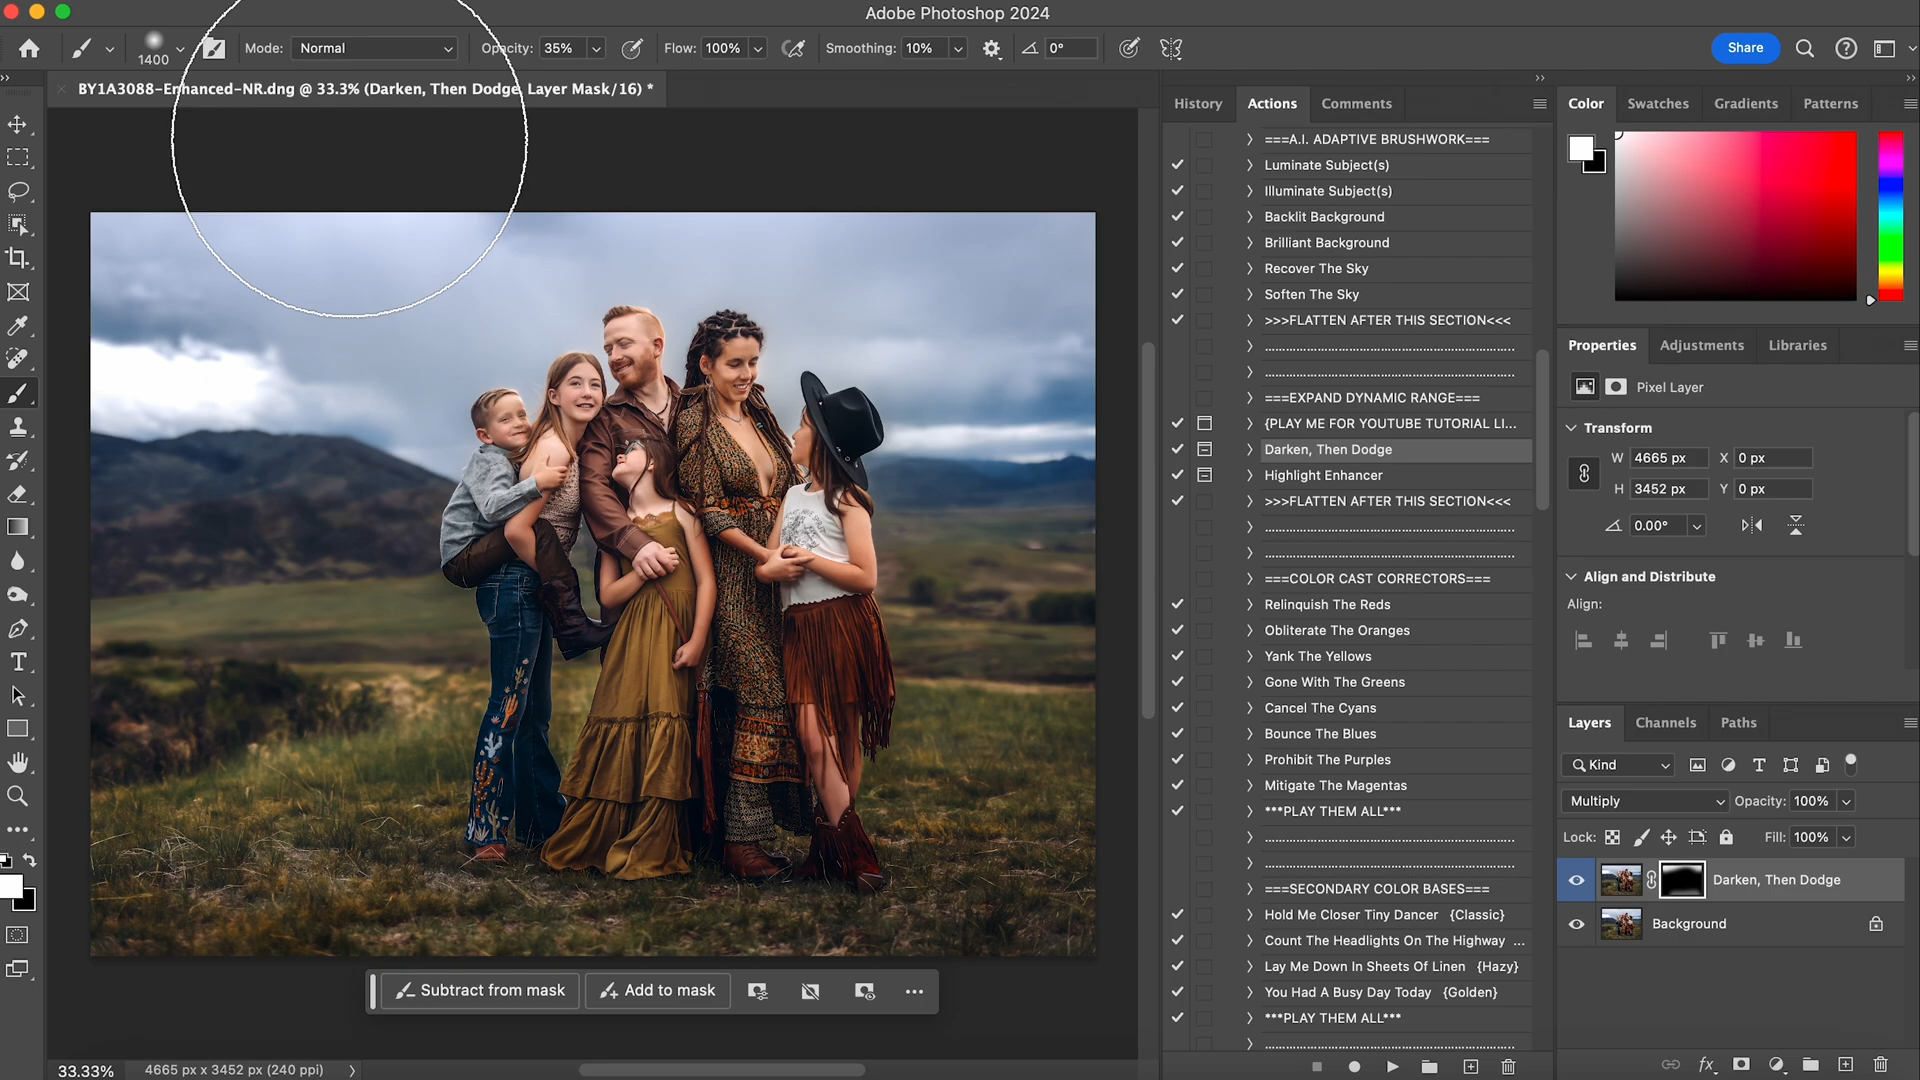 Adobe Photoshop 2024
1400
Mode: Normal
Opacity: 35%
Flow: 100%
Smoothing: 10%
0°
Share
BY1A3088-Enhanced-NR.dng @ 33.3% (Darken, Then Dodge, Layer Mask/16) *
History
Actions
Comments
===A.I. ADAPTIVE BRUSHWORK===
Luminate Subject(s)
Illuminate Subject(s)
Backlit Background
Brilliant Background
Recover The Sky
Soften The Sky
>>>FLATTEN AFTER THIS SECTION<<<
===EXPAND DYNAMIC RANGE===
{PLAY ME FOR YOUTUBE TUTORIAL LI...
Darken, Then Dodge
Highlight Enhancer
>>>FLATTEN AFTER THIS SECTION<<<
===COLOR CAST CORRECTORS===
Relinquish The Reds
Obliterate The Oranges
Yank The Yellows
Gone With The Greens
Cancel The Cyans
Bounce The Blues
Prohibit The Purples
Mitigate The Magentas
***PLAY THEM ALL***
===SECONDARY COLOR BASES===
Hold Me Closer Tiny Dancer {Classic}
Count The Headlights On The Highway ...
Lay Me Down In Sheets Of Linen {Hazy}
You Had A Busy Day Today {Golden}
***PLAY THEM ALL***
Color
Swatches
Gradients
Patterns
Properties
Adjustments
Libraries
Pixel Layer
Transform
W 4665 px X 0 px
H 3452 px Y 0 px
0.00°
Align and Distribute
Align:
Layers
Channels
Paths
Kind
Multiply
Opacity: 100%
Lock:
Fill: 100%
Darken, Then Dodge
Background
fx
Subtract from mask
Add to mask
33.33%
4665 px x 3452 px (240 ppi)